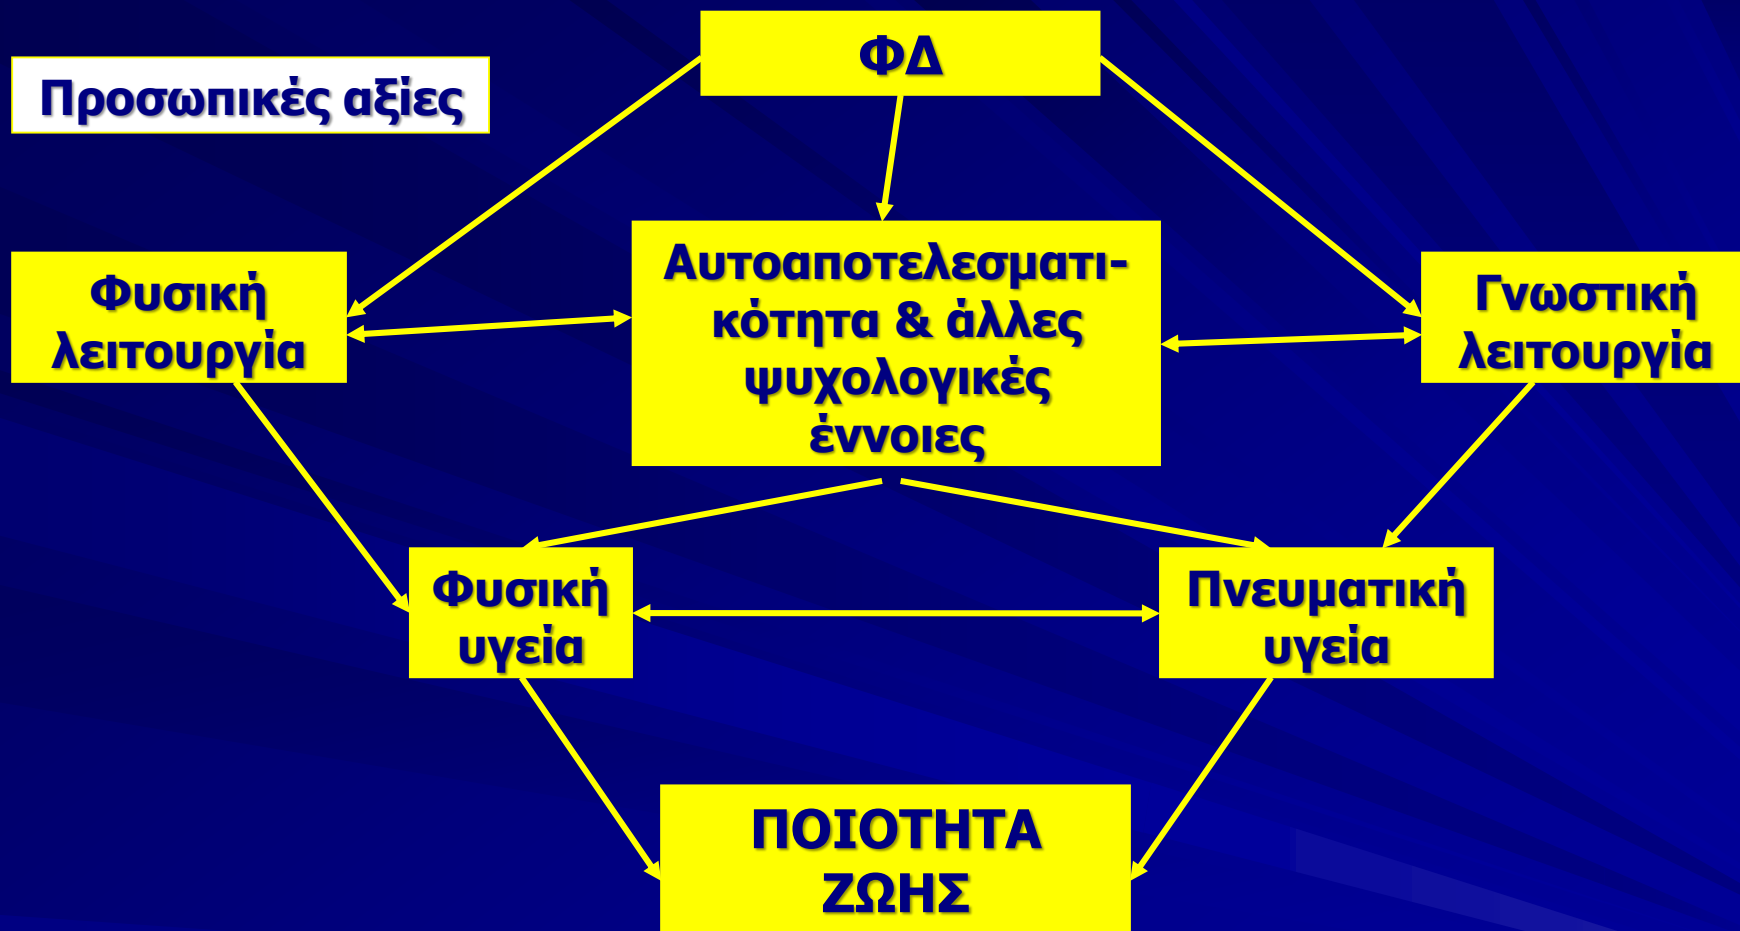 ΦΔ
Προσωπικές αξίες
Φυσική
λειτουργία
Αυτοαποτελεσματι-
κότητα & άλλες
ψυχολογικές
έννοιες
Γνωστική
λειτουργία
Φυσική
υγεία
Πνευματική
υγεία
ΠΟΙΟΤΗΤΑ
ΖΩΗΣ